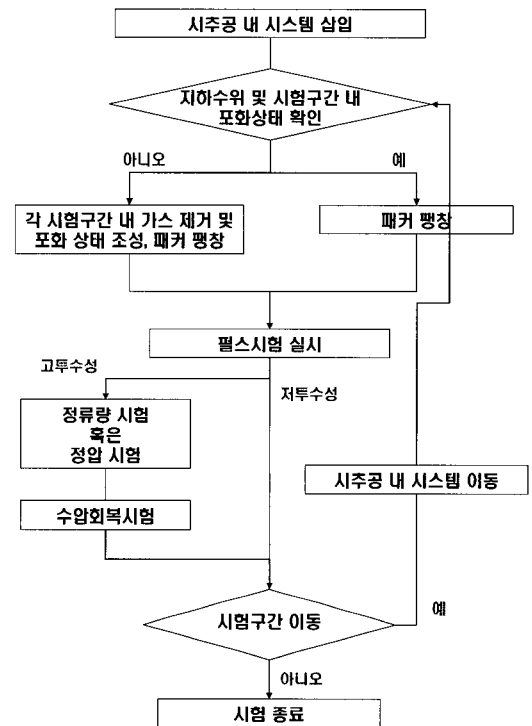 시추공 내 시스템 삽입
지하수위 및 시험구간 내
포화상태 확인
아니오
예
각 시험구간 내 가스 제거 및
포화 상태 조성, 패커 팽창
패커 팽창
펄스시험 실시
고투수성
저투수성
정류량 시험
혹은
정압 시험
시추공 내 시스템 이동
수압회복시험
시험구간 이동
예
아니오
시험 종료